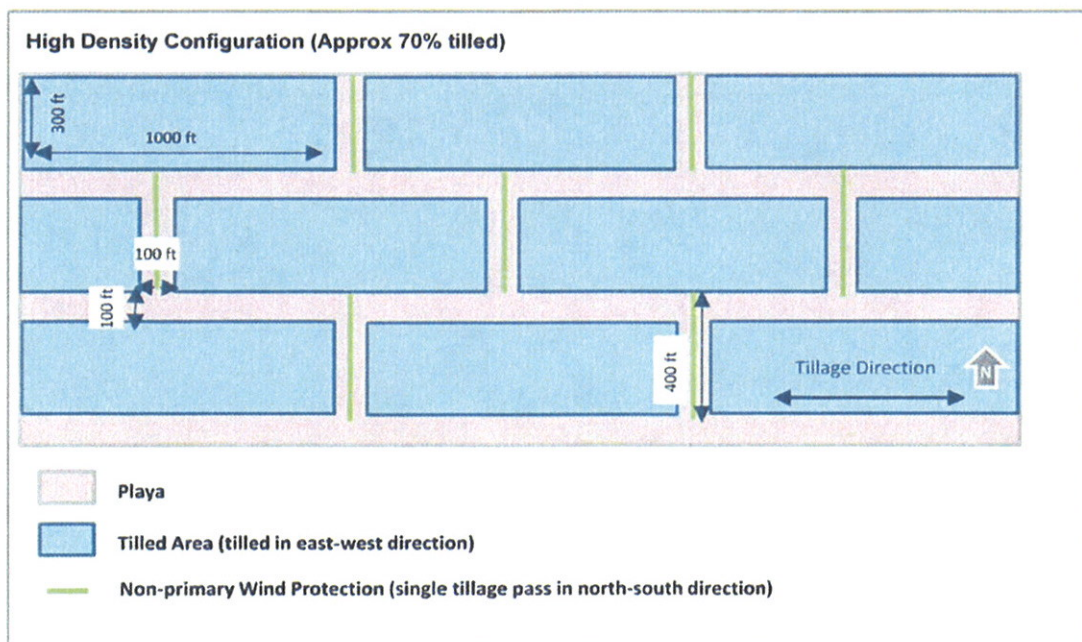 High Density Configuration (Approx 70% tilled)
300 ft
1000 ft
100 ft
100 ft
400 ft
Tillage Direction
N
Playa
Tilled Area (tilled in east-west direction)
Non-primary Wind Protection (single tillage pass in north-south direction)